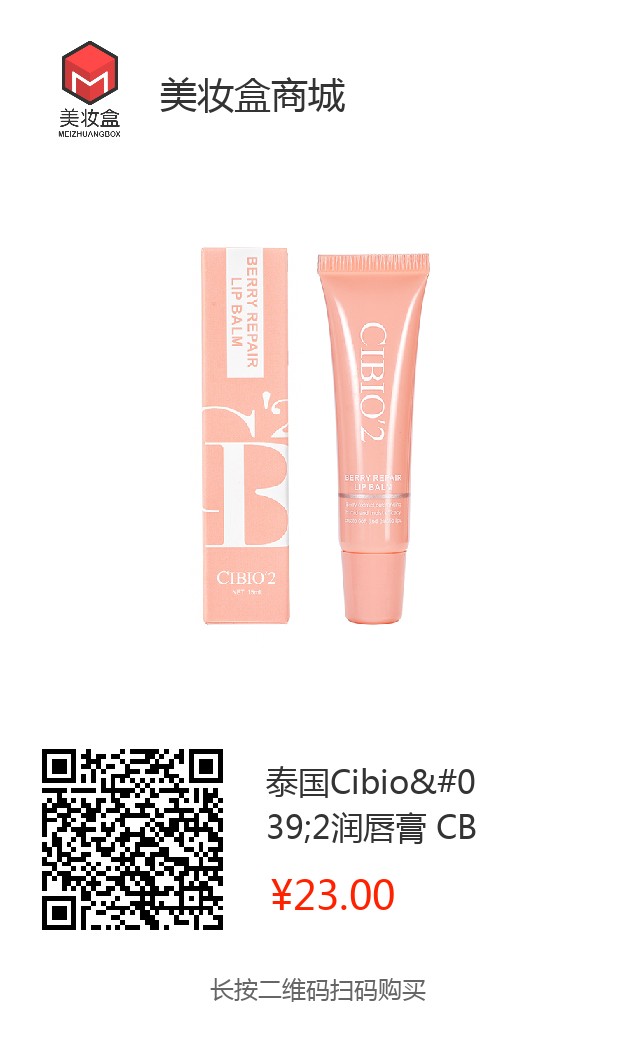 美妆盒
MEIZHUANGBOX
美妆盒商城
BERRY REPAIR
LIP BALM
C'2
B
CIBIO'2
CIBIO'2
BERRY REPAIR
LIP BALM
泰国Cibio&#0
39;2润唇膏 CB
¥23.00
长按二维码扫码购买